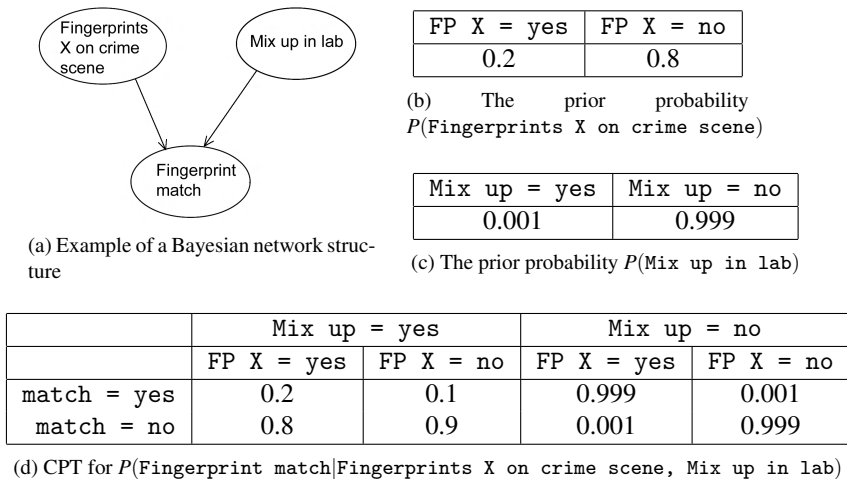 Fingerprints
X on crime
scene
Mix up in lab
Fingerprint
match
(a) Example of a Bayesian network struc-
ture
FP X = yes FP X = no
0.2 0.8
(b) The prior probability
P(Fingerprints X on crime scene)
Mix up = yes Mix up = no
0.001 0.999
(c) The prior probability P(Mix up in lab)
Mix up = yes Mix up = no
FP X = yes FP X = no FP X = yes FP X = no
match = yes 0.2 0.1 0.999 0.001
match = no 0.8 0.9 0.001 0.999
(d) CPT for P(Fingerprint match|Fingerprints X on crime scene, Mix up in lab)